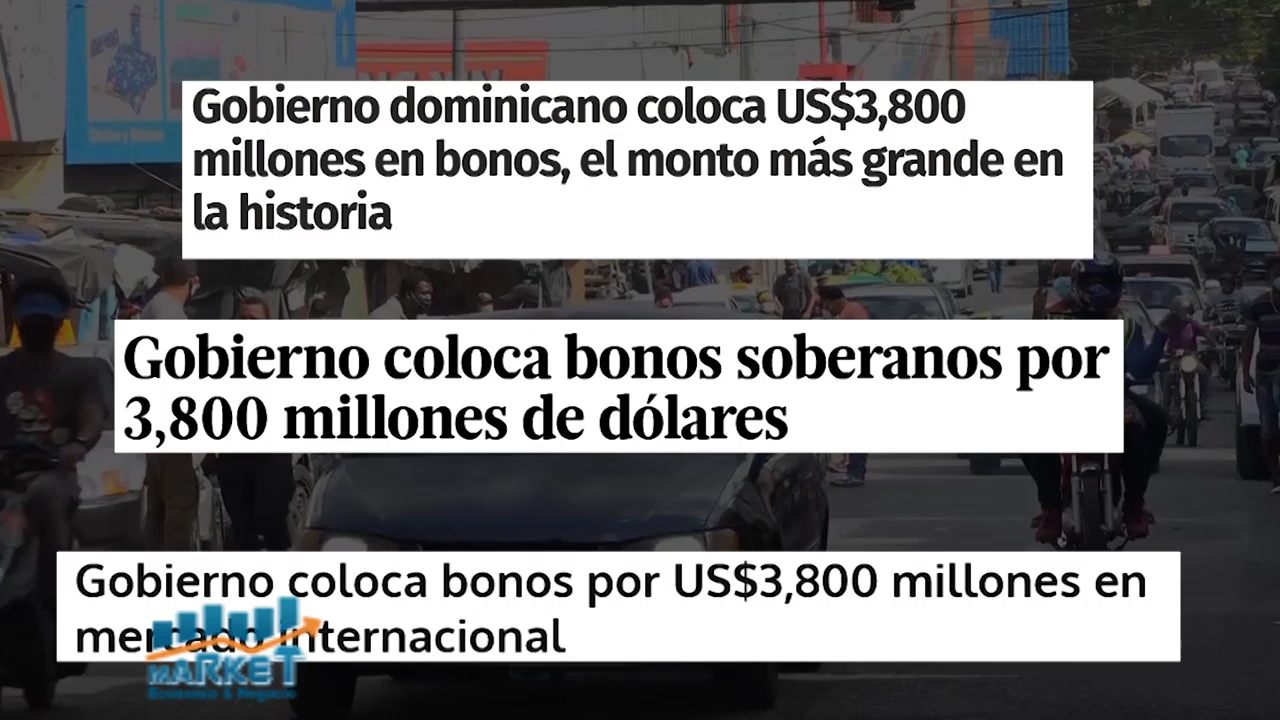 Gobierno dominicano coloca US$3,800
millones en bonos, el monto más grande en
la historia
Gobierno coloca bonos soberanos por
3,800 millones de dólares
Gobierno coloca bonos por US$3,800 millones en
mercado internacional
MARKET
Economía & Negocio